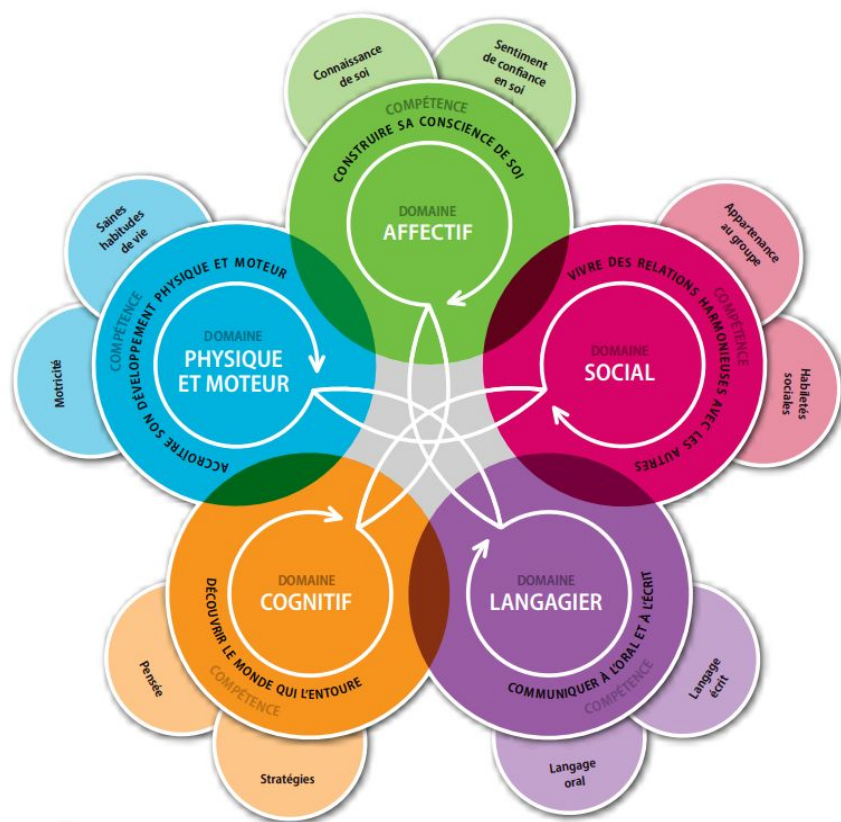 Connaissance
de soi
Sentiment
de confiance
en soi
COMPÉTENCE
CONSTRUIRE SA CONSCIENCE DE SOI
DOMAINE
AFFECTIF
Saines
habitudes
de vie
Motricité
COMPÉTENCE
ACCROÎTRE SON DÉVELOPPEMENT PHYSIQUE ET MOTEUR
DOMAINE
PHYSIQUE
ET MOTEUR
Appartenance
au groupe
Habiletés
sociales
COMPÉTENCE
VIVRE DES RELATIONS HARMONIEUSES AVEC LES AUTRES
DOMAINE
SOCIAL
DOMAINE
COGNITIF
DÉCOUVRIR LE MONDE QUI L'ENTOURE
COMPÉTENCE
Pensée
Stratégies
DOMAINE
LANGAGIER
COMMUNIQUER À L'ORAL ET À L'ÉCRIT
COMPÉTENCE
Langage
écrit
Langage
oral